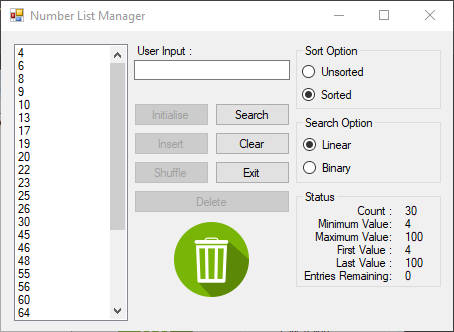 Number List Manager
4
6
8
9
10
13
17
19
20
22
23
25
26
30
45
46
48
55
56
60
64
User Input :
Initialise
Search
Insert
Clear
Shuffle
Exit
Delete
Sort Option
Unsorted
Sorted
Search Option
Linear
Binary
Status
Count : 30
Minimum Value: 4
Maximum Value: 100
First Value : 4
Last Value : 100
Entries Remaining: 0